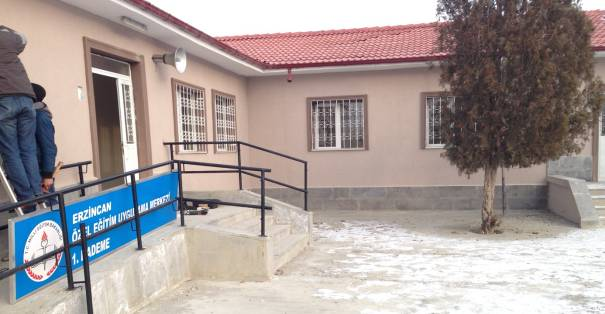 ERZİNCAN
ÖZEL EĞİTİM UYGULAMA MERKEZİ
1. KADEME